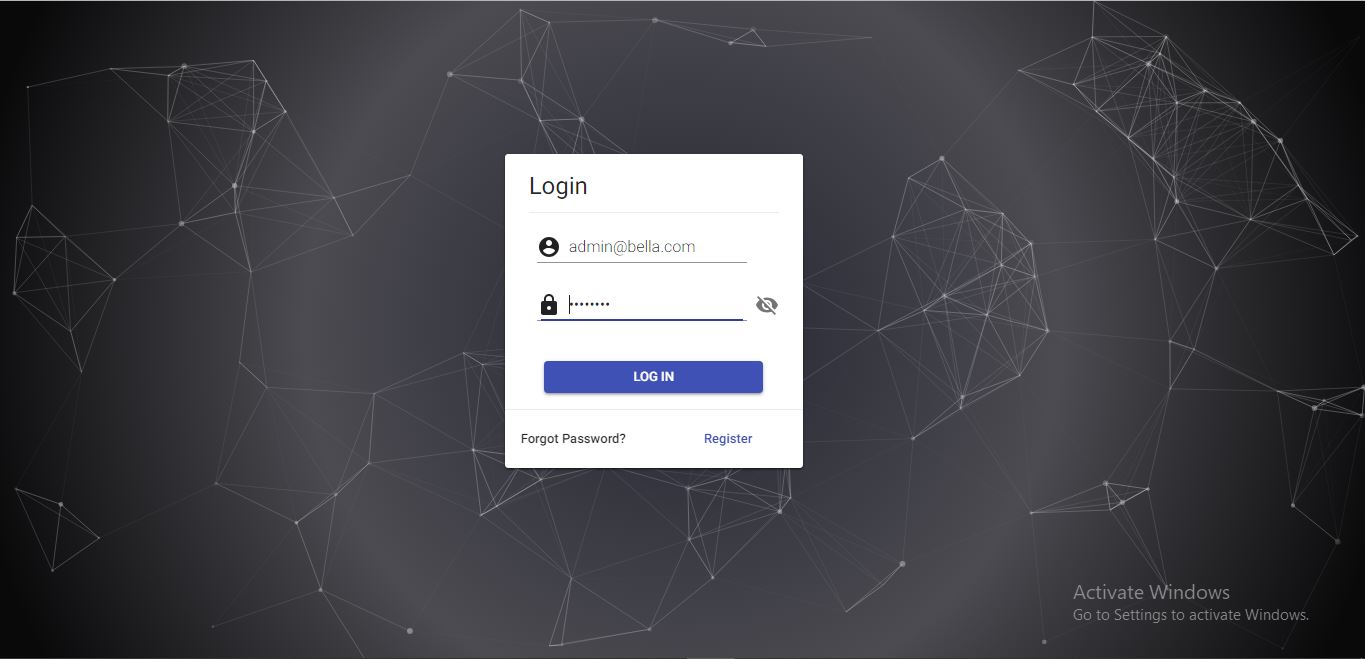 Login
admin@bella.com
••••••••
LOG IN
Forgot Password? Register
Activate Windows
Go to Settings to activate Windows.